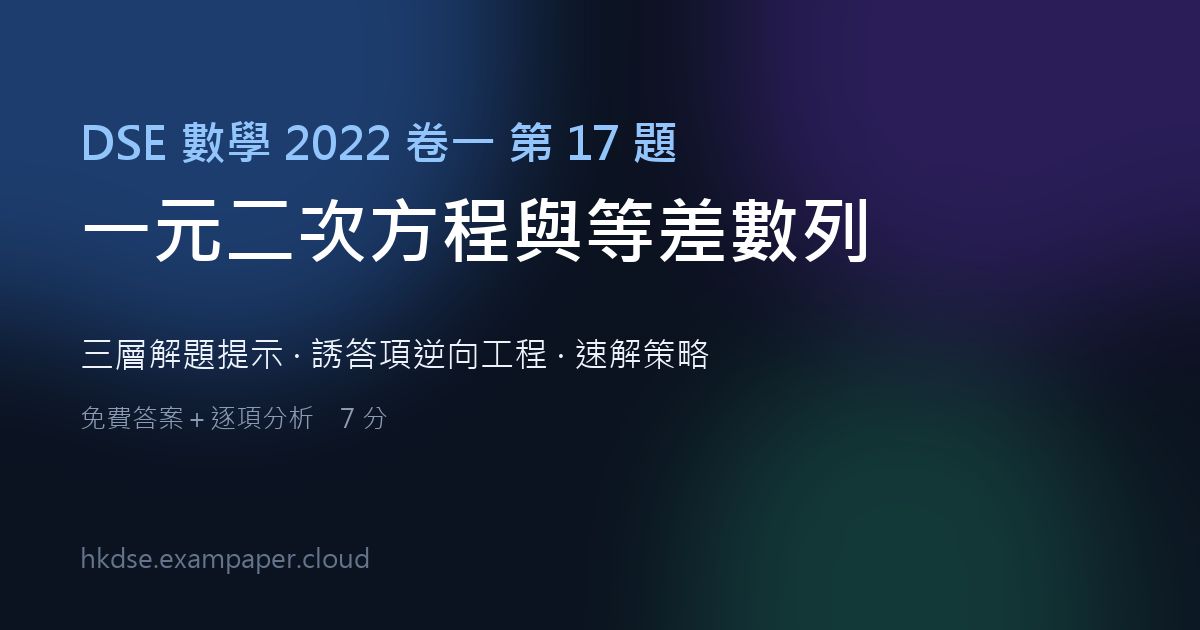 DSE 數學 2022 卷一 第 17 題
一元二次方程與等差數列
三層解題提示 · 誘答項逆向工程 · 速解策略
免費答案 + 逐項分析 7 分
hkdse.exampaper.cloud